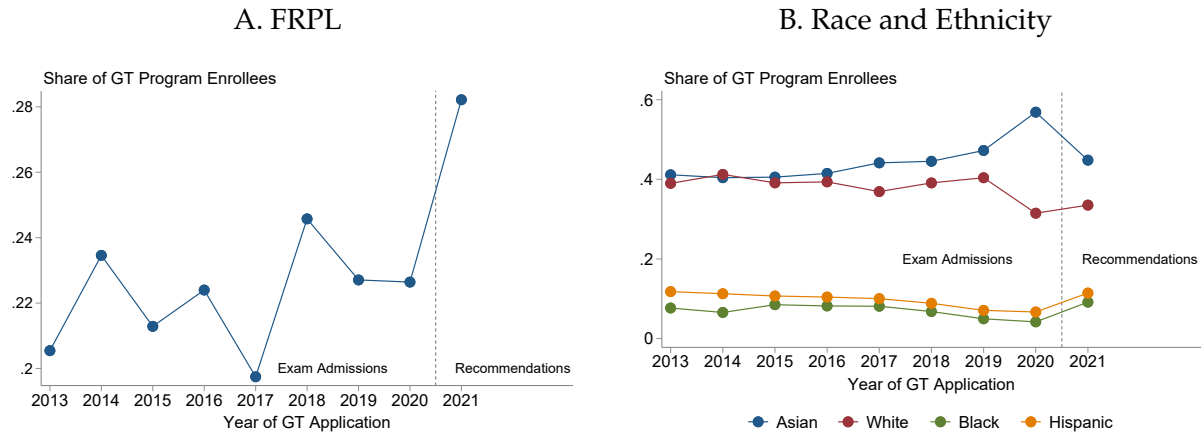 A. FRPL
Share of GT Program Enrollees
.28
.26
.24
.22
.2
Exam Admissions
Recommendations
2013 2014 2015 2016 2017 2018 2019 2020 2021
Year of GT Application
B. Race and Ethnicity
Share of GT Program Enrollees
.6
.4
.2
0
Exam Admissions
Recommendations
2013 2014 2015 2016 2017 2018 2019 2020 2021
Year of GT Application
Asian White Black Hispanic